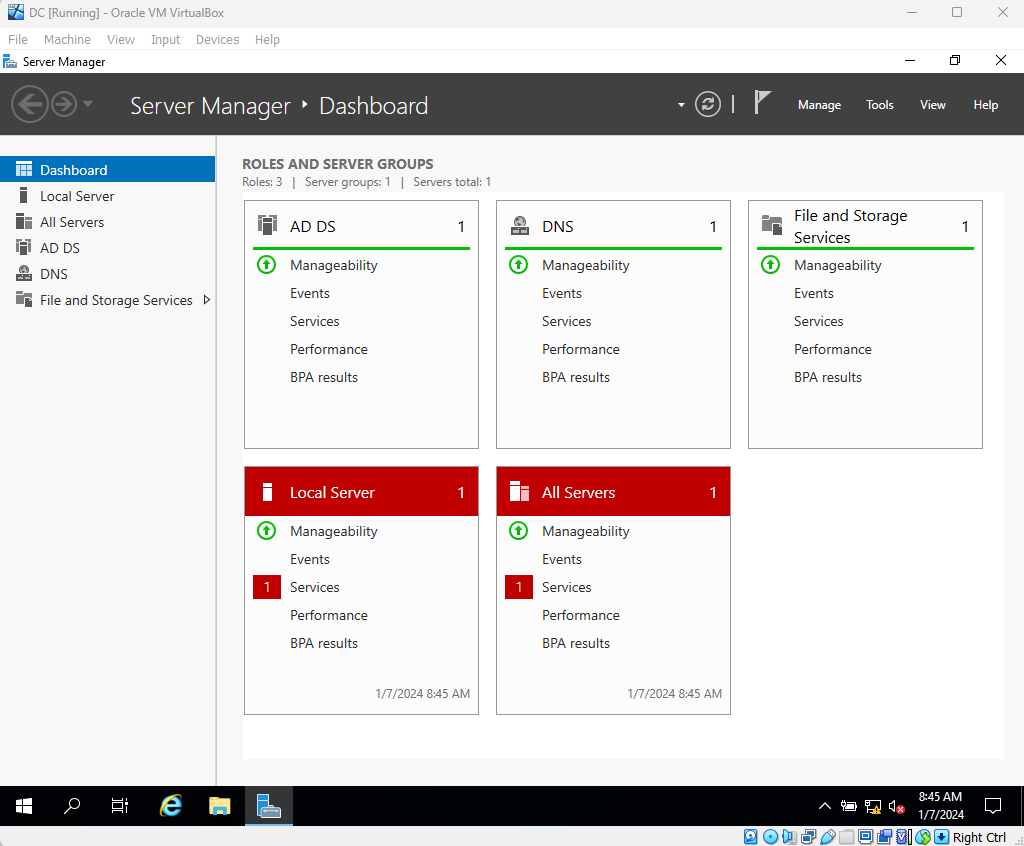 DC [Running] - Oracle VM VirtualBox
File Machine View Input Devices Help
Server Manager
Server Manager Dashboard
Manage Tools View Help
Dashboard
Local Server
All Servers
AD DS
DNS
File and Storage Services
ROLES AND SERVER GROUPS
Roles: 3 | Server groups: 1 | Servers total: 1
AD DS 1
Manageability
Events
Services
Performance
BPA results
DNS 1
Manageability
Events
Services
Performance
BPA results
File and Storage
Services 1
Manageability
Events
Services
Performance
BPA results
Local Server 1
Manageability
Events
1 Services
Performance
BPA results
1/7/2024 8:45 AM
All Servers 1
Manageability
Events
1 Services
Performance
BPA results
1/7/2024 8:45 AM
8:45 AM
1/7/2024
Right Ctrl